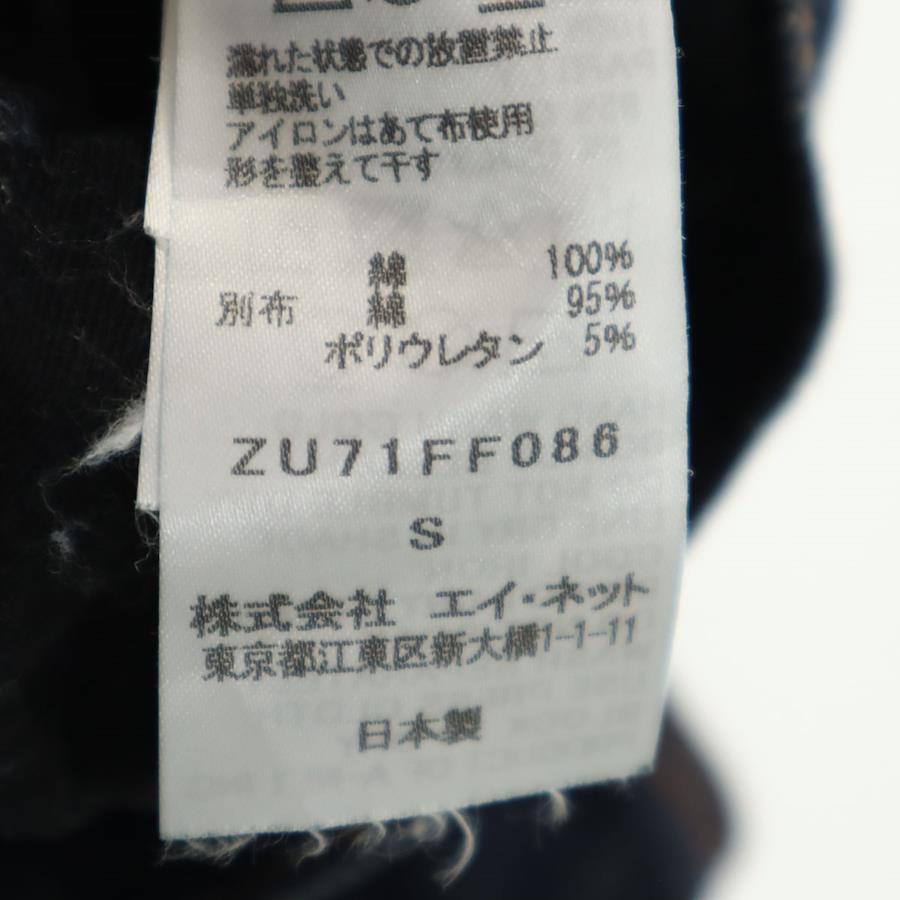 濡れた状態での放置禁止
単独洗い
アイロンはあて布使用
形を整えて干す
綿 100%
別布 綿 95%
ポリウレタン 5%
ZU71FF086
S
株式会社 エイ・ネット
東京都江東区新大橋1-1-11
日本製